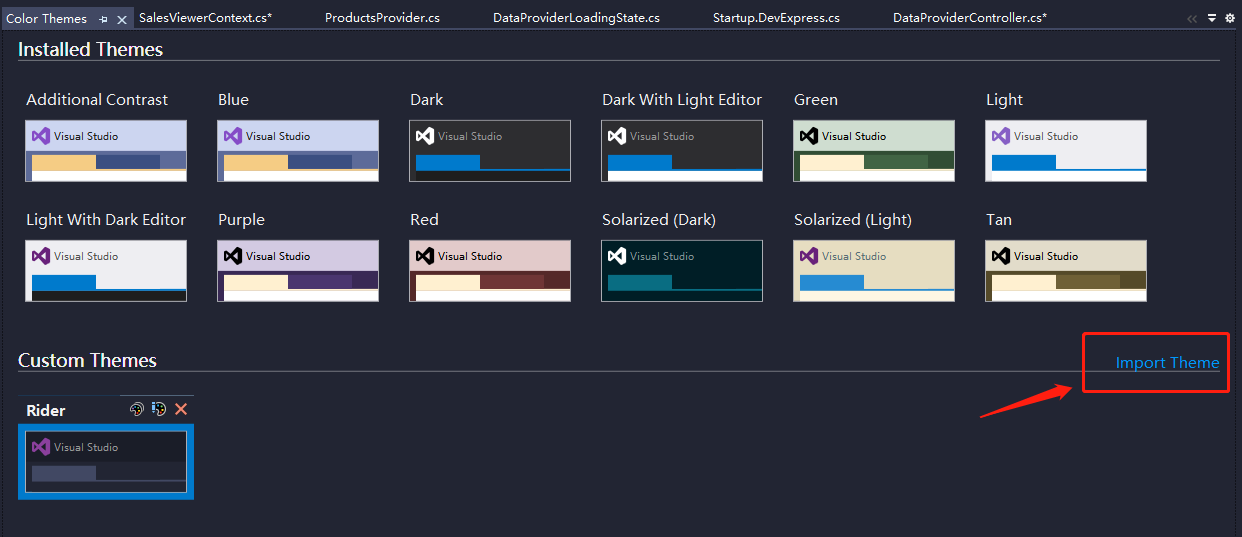 Color Themes SalesViewerContext.cs* ProductsProvider.cs DataProviderLoadingState.cs Startup.DevExpress.cs DataProviderController.cs*
Installed Themes
Additional Contrast Blue Dark Dark With Light Editor Green Light
Visual Studio Visual Studio Visual Studio Visual Studio Visual Studio Visual Studio
Light With Dark Editor Purple Red Solarized (Dark) Solarized (Light) Tan
Visual Studio Visual Studio Visual Studio Visual Studio Visual Studio Visual Studio
Custom Themes Import Theme
Rider
Visual Studio